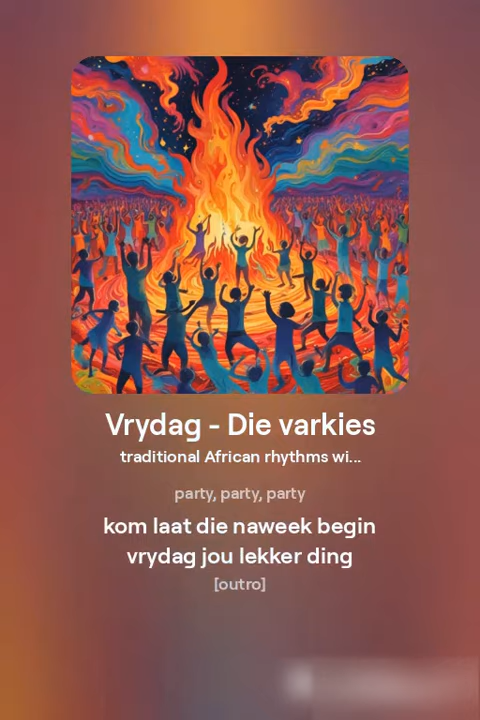 Vrydag - Die varkies
traditional African rhythms wi...
party, party, party
kom laat die naweek begin
vrydag jou lekker ding
[outro]